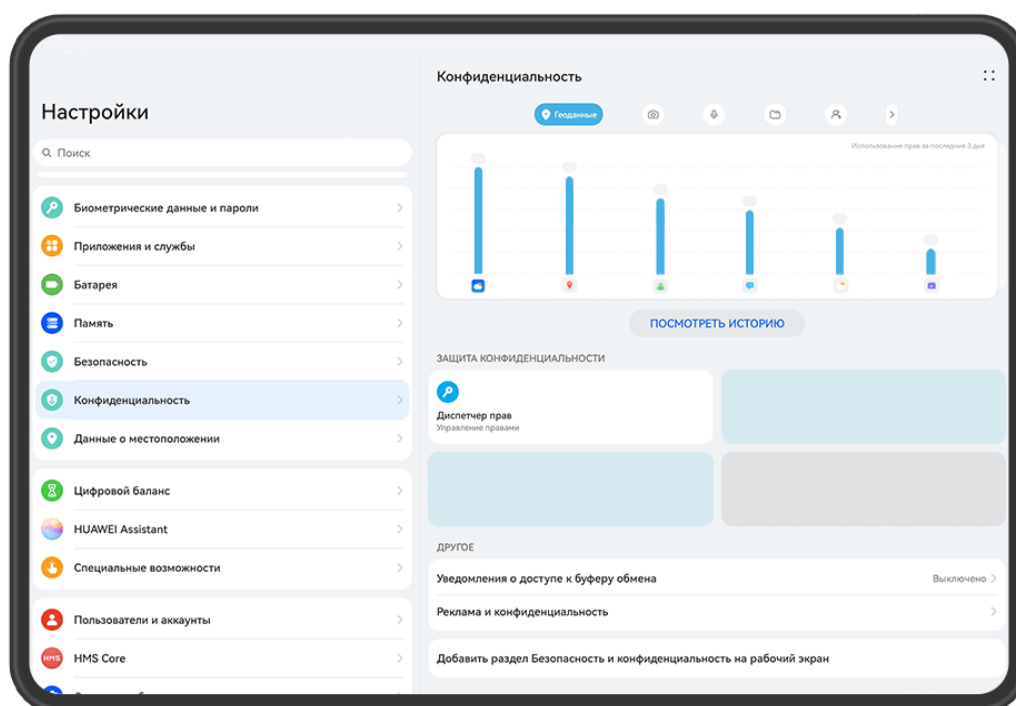 Настройки
Поиск
Биометрические данные и пароли
Приложения и службы
Батарея
Память
Безопасность
Конфиденциальность
Данные о местоположении
Цифровой баланс
HUAWEI Assistant
Специальные возможности
Пользователи и аккаунты
HMS
HMS Core
Конфиденциальность
Геоданные
Использование прав за последние 3 дня
ПОСМОТРЕТЬ ИСТОРИЮ
ЗАЩИТА КОНФИДЕНЦИАЛЬНОСТИ
Диспетчер прав
Управление правами
ДРУГОЕ
Уведомления о доступе к буферу обмена
Выключено
Реклама и конфиденциальность
Добавить раздел Безопасность и конфиденциальность на рабочий экран